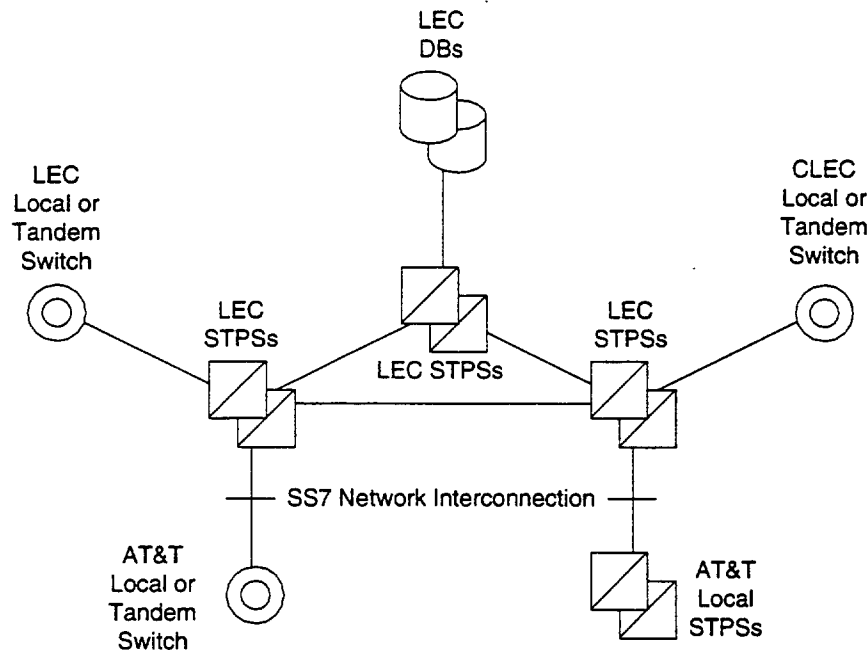 LEC
DBs
LEC
Local or
Tandem
Switch
CLEC
Local or
Tandem
Switch
LEC
STPSs
LEC STPSs
LEC
STPSs
SS7 Network Interconnection
AT&T
Local or
Tandem
Switch
AT&T
Local
STPSs